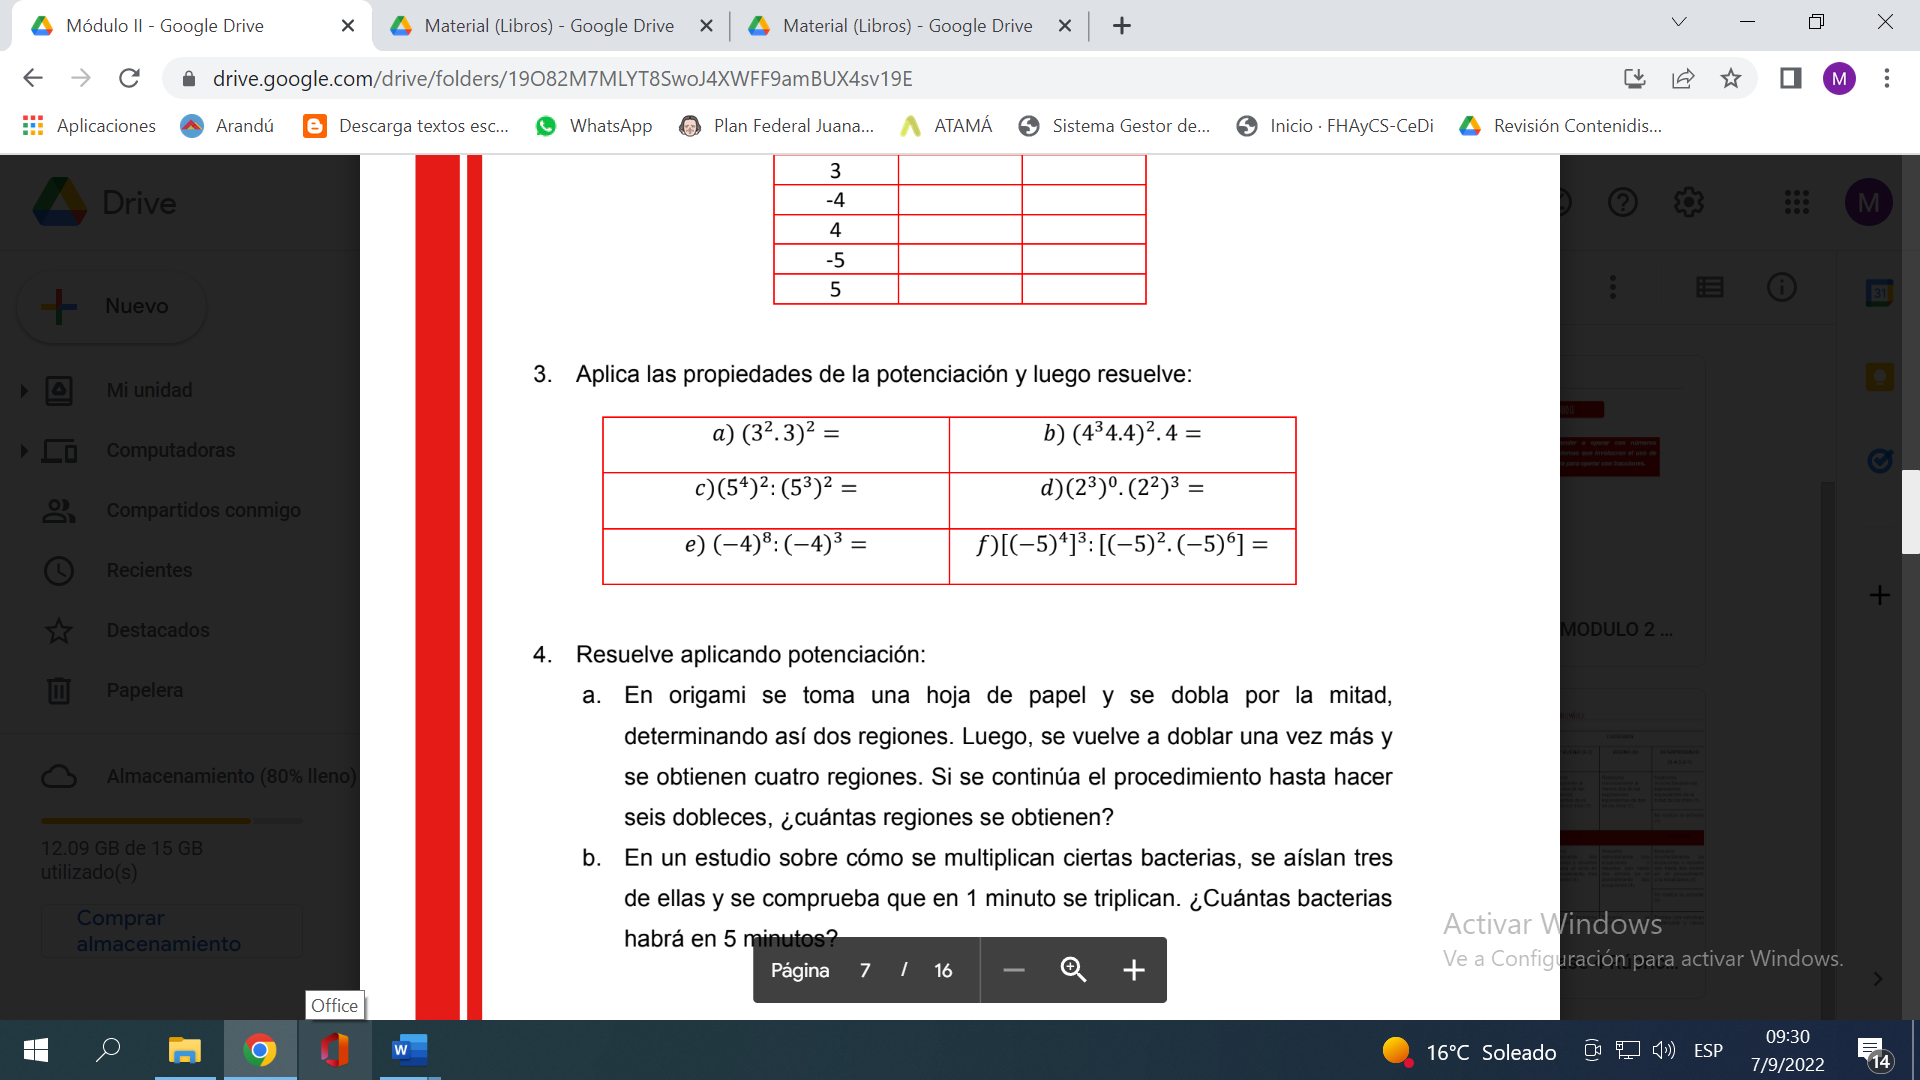 Módulo II - Google Drive
Material (Libros) - Google Drive
Material (Libros) - Google Drive
drive.google.com/drive/folders/19O82M7MLYT8SwoJ4XWFF9amBUX4sv19E
M
Aplicaciones
Arandú
Descarga textos esc...
WhatsApp
Plan Federal Juana...
ATAMÁ
Sistema Gestor de...
Inicio · FHAyCS-CeDi
Revisión Contenidis...
Drive
M
Nuevo
Mi unidad
Computadoras
Compartidos conmigo
Recientes
Destacados
Papelera
Almacenamiento (80% lleno)
12.09 GB de 15 GB
utilizado(s)
Comprar
almacenamiento
3
-4
4
-5
5
3. Aplica las propiedades de la potenciación y luego resuelve:
a) (3².3)² =
b) (4³4.4)².4 =
c)(5⁴)²:(5³)² =
d)(2³)⁰.(2²)³ =
e) (−4)⁸:(−4)³ =
f)[(−5)⁴]³:[(−5)².(−5)⁶] =
4. Resuelve aplicando potenciación:
a. En origami se toma una hoja de papel y se dobla por la mitad,
determinando así dos regiones. Luego, se vuelve a doblar una vez más y
se obtienen cuatro regiones. Si se continúa el procedimiento hasta hacer
seis dobleces, ¿cuántas regiones se obtienen?
b. En un estudio sobre cómo se multiplican ciertas bacterias, se aíslan tres
de ellas y se comprueba que en 1 minuto se triplican. ¿Cuántas bacterias
habrá en 5 minutos?
Página 7 / 16
31
MODULO 2 ...
Activar Windows
Ve a Configuración para activar Windows.
Office
16°C Soleado
ESP
09:30
7/9/2022
14